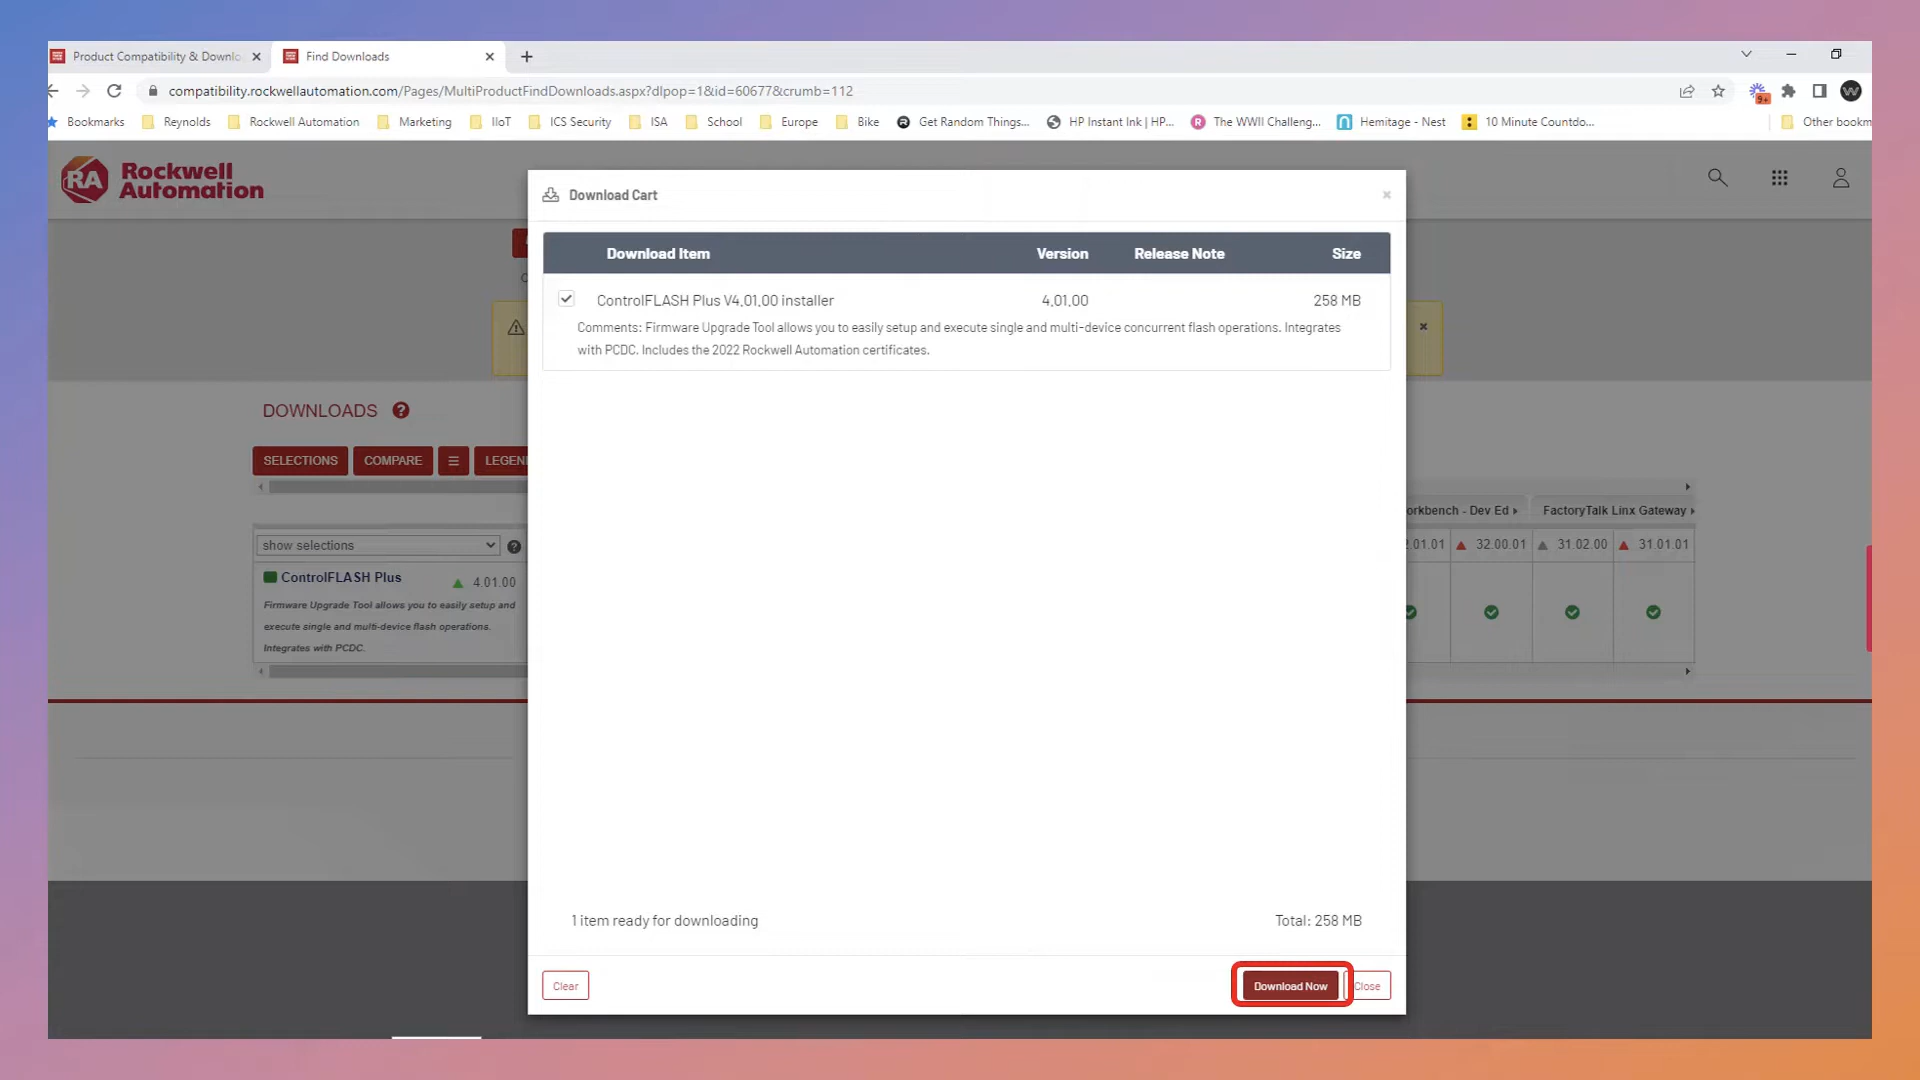 Product Compatibility & Downlo
Find Downloads
compatibility.rockwellautomation.com/Pages/MultiProductFindDownloads.aspx?dlpop=1&id=60677&crumb=112
9+
Bookmarks
Reynolds
Rockwell Automation
Marketing
IIoT
ICS Security
ISA
School
Europe
Bike
Get Random Things...
HP Instant Ink | HP...
The WWII Challeng...
Hemitage - Nest
10 Minute Countdo...
Other bookm
RA
Rockwell
Automation
Download Cart
Download Item Version Release Note Size
ControlFLASH Plus V4.01.00 installer 4.01.00 258 MB
Comments: Firmware Upgrade Tool allows you to easily setup and execute single and multi-device concurrent flash operations. Integrates
with PCDC. Includes the 2022 Rockwell Automation certificates.
DOWNLOADS ?
SELECTIONS COMPARE LEGEN
orkbench - Dev Ed FactoryTalk Linx Gateway
show selections ?
2.01.01 32.00.01 31.02.00 31.01.01
ControlFLASH Plus 4.01.00
Firmware Upgrade Tool allows you to easily setup and
execute single and multi-device flash operations.
Integrates with PCDC.
1 item ready for downloading Total: 258 MB
Clear Download Now Close